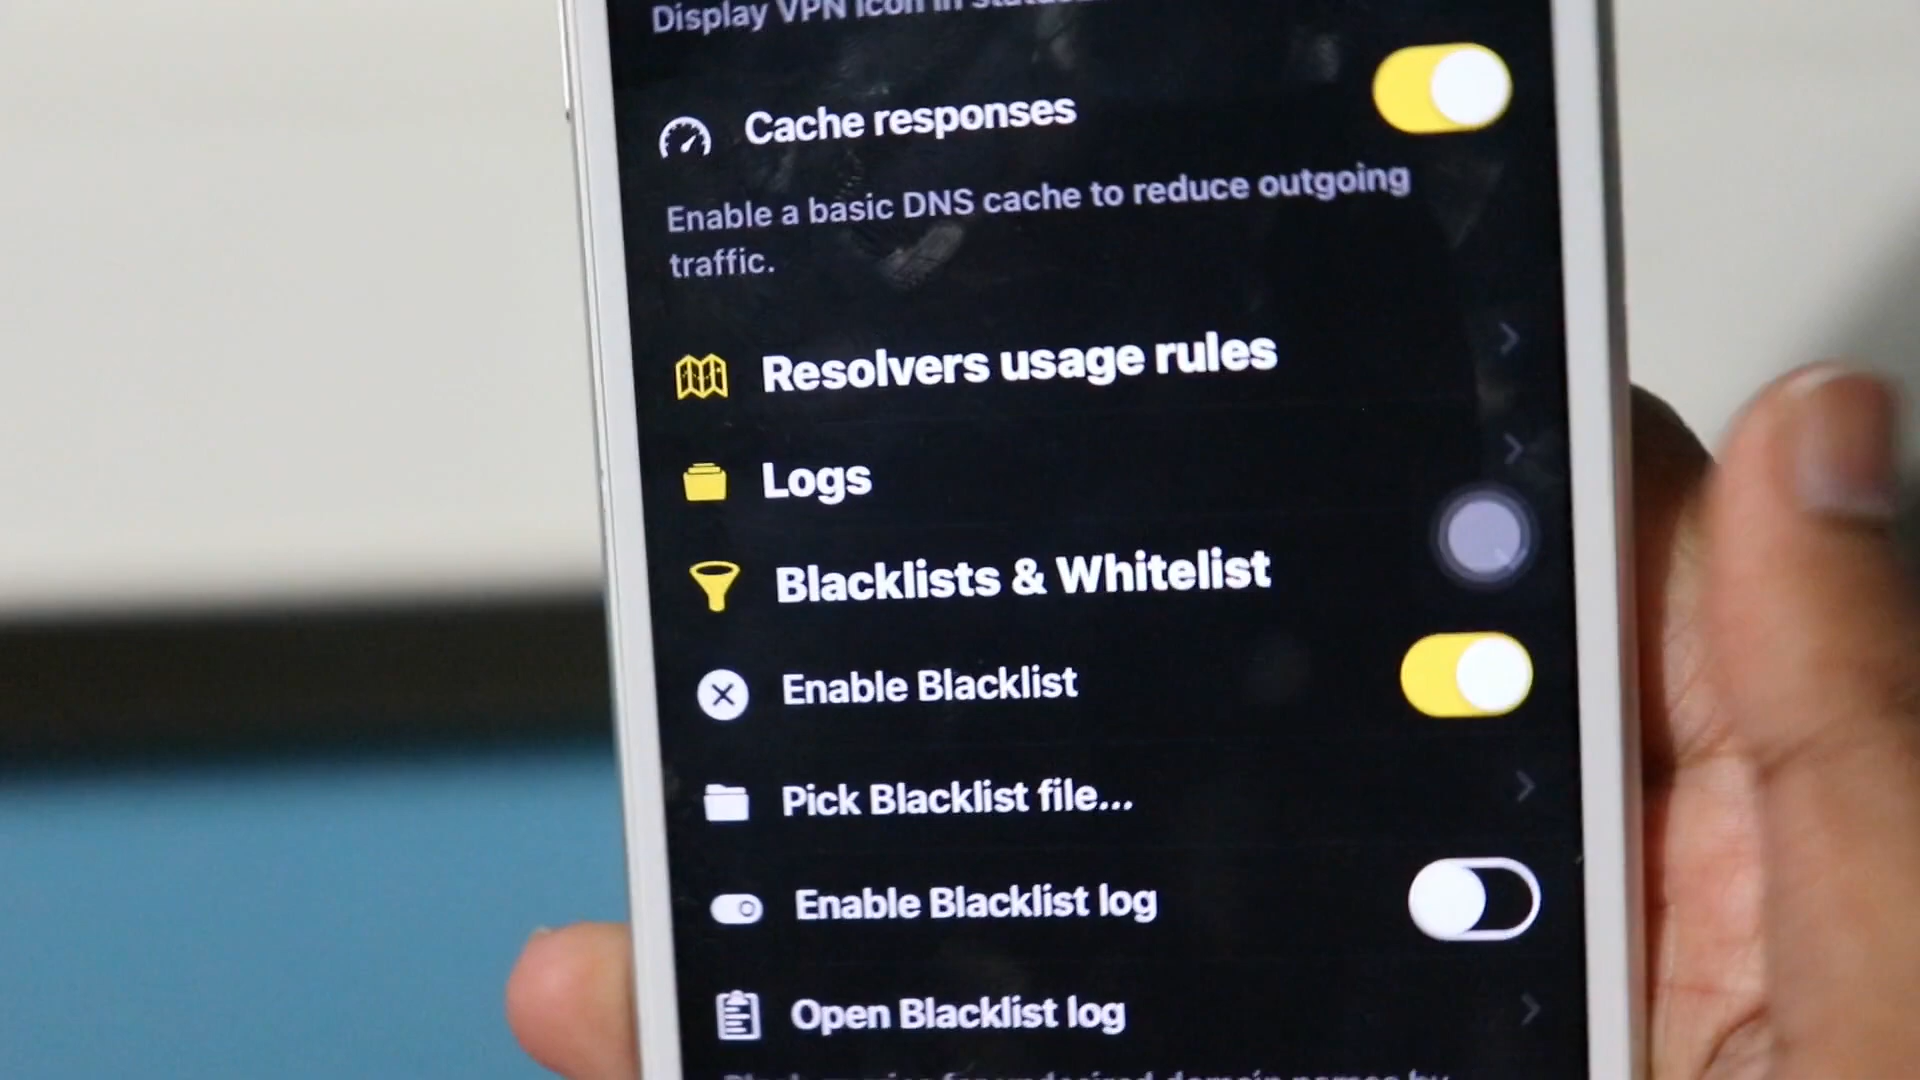 Display VPN icon in
Cache responses
Enable a basic DNS cache to reduce outgoing
traffic.
Resolvers usage rules
Logs
Blacklists & Whitelist
Enable Blacklist
Pick Blacklist file...
Enable Blacklist log
Open Blacklist log